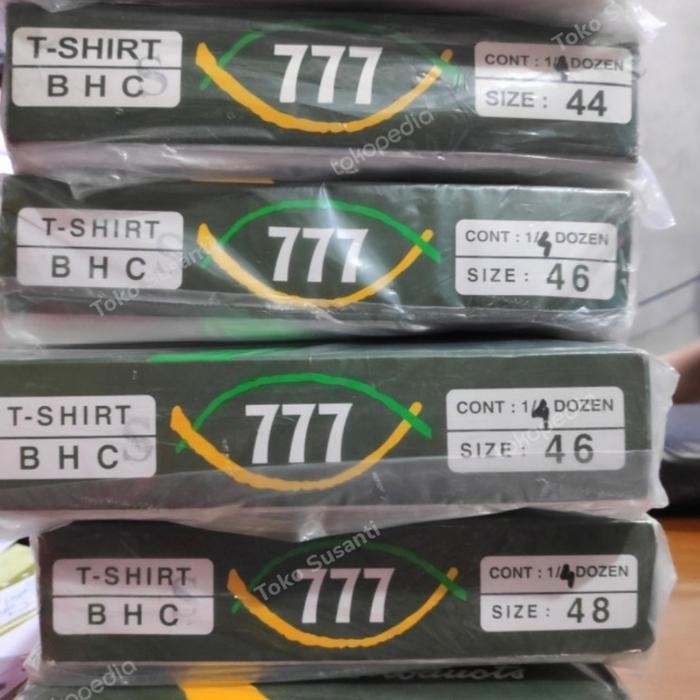 T-SHIRT
B H C S
777
CONT : 1/4 DOZEN
SIZE : 44
Toko Susanti
tokopedia
T-SHIRT
B H C
777
CONT : 1/4 DOZEN
SIZE : 46
Toko Susanti
T-SHIRT
B H C S
777
CONT : 1/4 DOZEN
SIZE : 46
tokopedia
T-SHIRT
B H C
777
CONT : 1/4 DOZEN
SIZE : 48
Toko Susanti
tokopedia